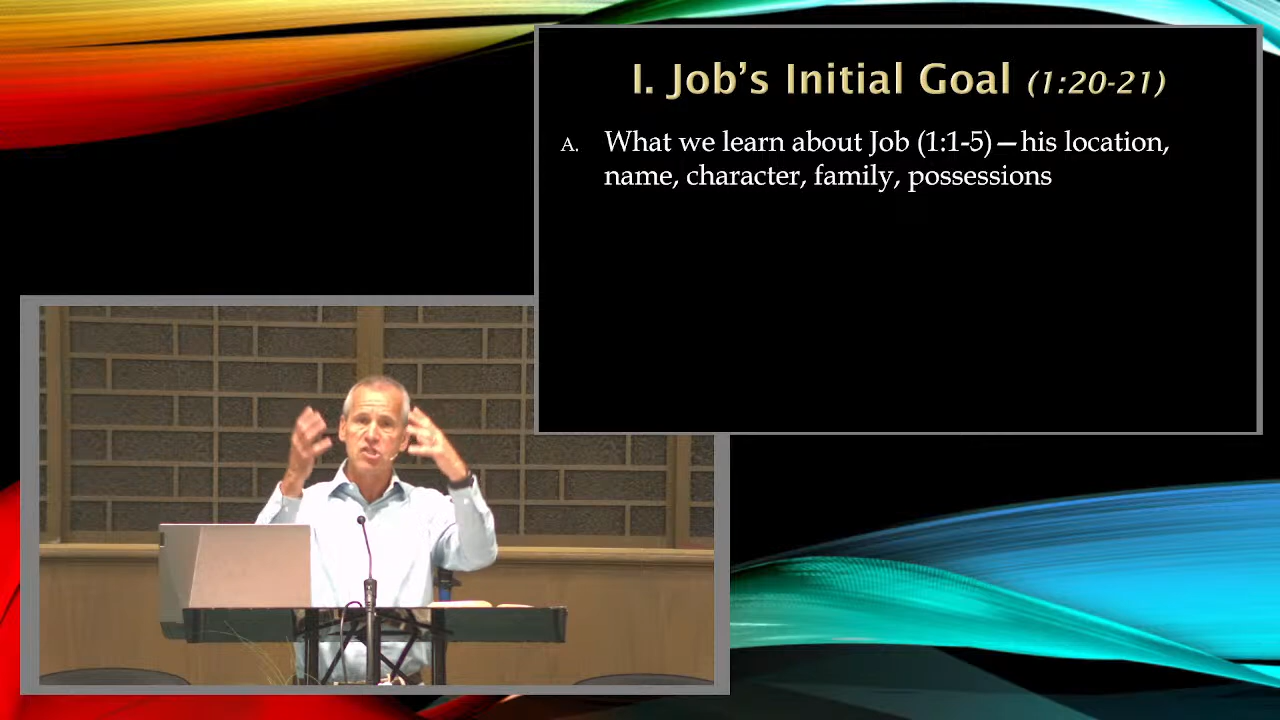 I. Job’s Initial Goal (1:20-21)
A. What we learn about Job (1:1-5)—his location,
name, character, family, possessions